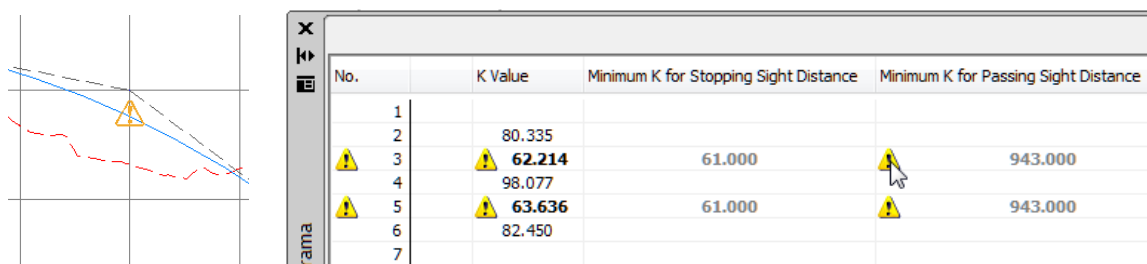 No. K Value Minimum K for Stopping Sight Distance Minimum K for Passing Sight Distance
1
2 80.335
3 62.214 61.000 943.000
4 98.077
5 63.636 61.000 943.000
6 82.450
7
rama